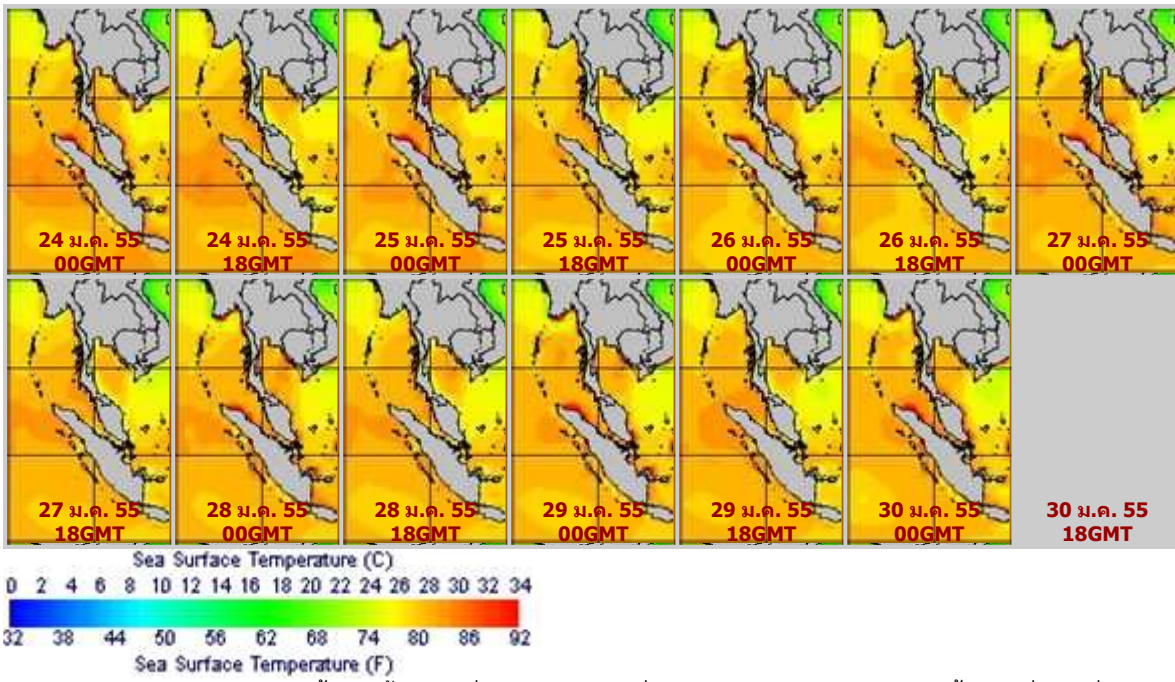 24 ม.ค. 55 24 ม.ค. 55 25 ม.ค. 55 25 ม.ค. 55 26 ม.ค. 55 26 ม.ค. 55 27 ม.ค. 55
00GMT 18GMT 00GMT 18GMT 00GMT 18GMT 00GMT
27 ม.ค. 55 28 ม.ค. 55 28 ม.ค. 55 29 ม.ค. 55 29 ม.ค. 55 30 ม.ค. 55 30 ม.ค. 55
18GMT 00GMT 18GMT 00GMT 18GMT 00GMT 18GMT
Sea Surface Temperature (C)
0 2 4 6 8 10 12 14 16 18 20 22 24 26 28 30 32 34
32 38 44 50 56 62 68 74 80 86 92
Sea Surface Temperature (F)